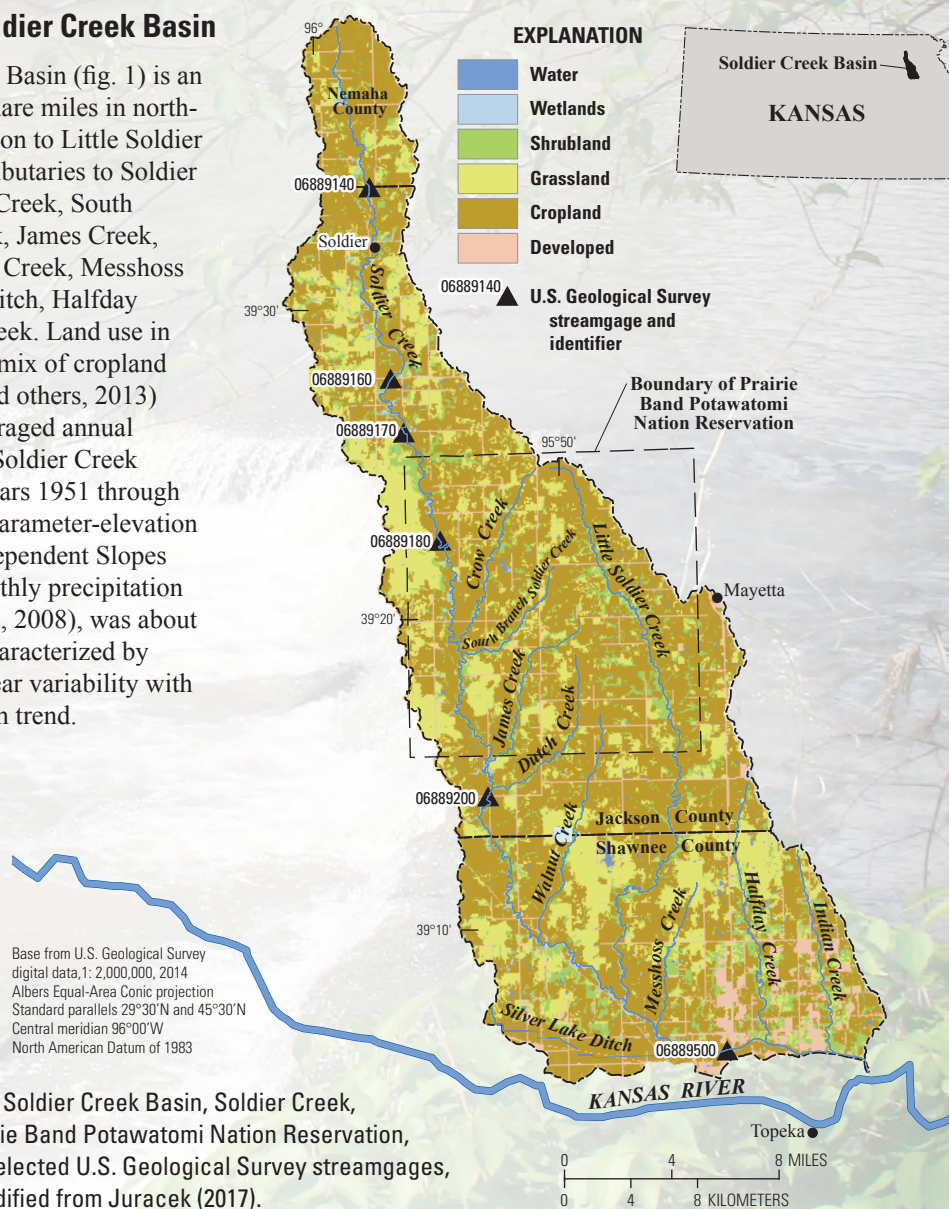 dier Creek Basin
Basin (fig. 1) is an
are miles in north-
on to Little Soldier
butaries to Soldier
Creek, South
, James Creek,
Creek, Messhoss
itch, Halfday
eek. Land use in
mix of cropland
d others, 2013)
raged annual
Soldier Creek
ars 1951 through
arameter-elevation
ependent Slopes
thly precipitation
, 2008), was about
aracterized by
ear variability with
n trend.
EXPLANATION
Water
Wetlands
Shrubland
Grassland
Cropland
Developed
06889140
U.S. Geological Survey
streamgage and
identifier
Soldier Creek Basin
KANSAS
96°
Nemaha
County
06889140
Soldier
Soldier Creek
39°30'
06889160
06889170
Boundary of Prairie
Band Potawatomi
Nation Reservation
95°50'
06889180
Crow Creek
South Branch Soldier Creek
Little Soldier Creek
Mayetta
39°20'
James Creek
Dutch Creek
06889200
Walnut Creek
Jackson County
Shawnee County
39°10'
Messhoss Creek
Halfday Creek
Indian Creek
Silver Lake Ditch
06889500
KANSAS RIVER
Topeka
Base from U.S. Geological Survey
digital data,1: 2,000,000, 2014
Albers Equal-Area Conic projection
Standard parallels 29°30'N and 45°30'N
Central meridian 96°00'W
North American Datum of 1983
0 4 8 MILES
0 4 8 KILOMETERS
Soldier Creek Basin, Soldier Creek,
ie Band Potawatomi Nation Reservation,
elected U.S. Geological Survey streamgages,
dified from Juracek (2017).